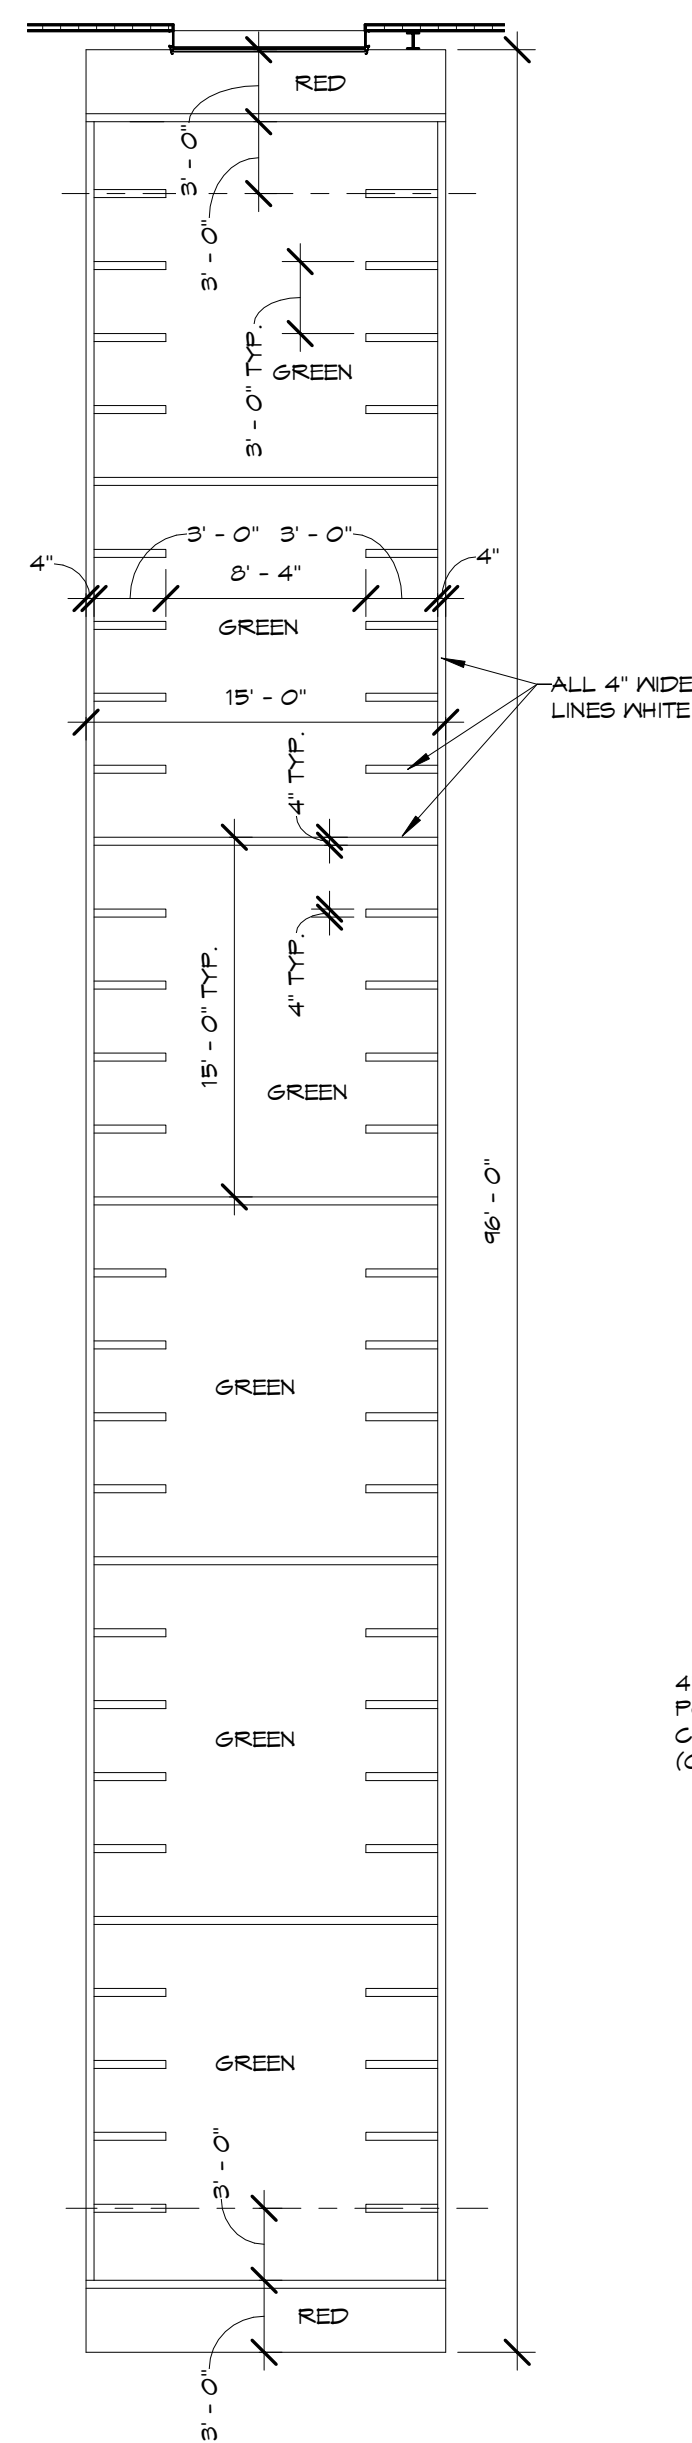 RED
3' - 0"
3' - 0"
3' - 0" TYP.
GREEN
3' - 0" 3' - 0"
4"
4"
8' - 4"
GREEN
ALL 4" WIDE
LINES WHITE
15' - 0"
4" TYP.
4" TYP.
15' - 0" TYP.
GREEN
96' - 0"
GREEN
4
P
C
GREEN
GREEN
3' - 0"
RED
3' - 0"